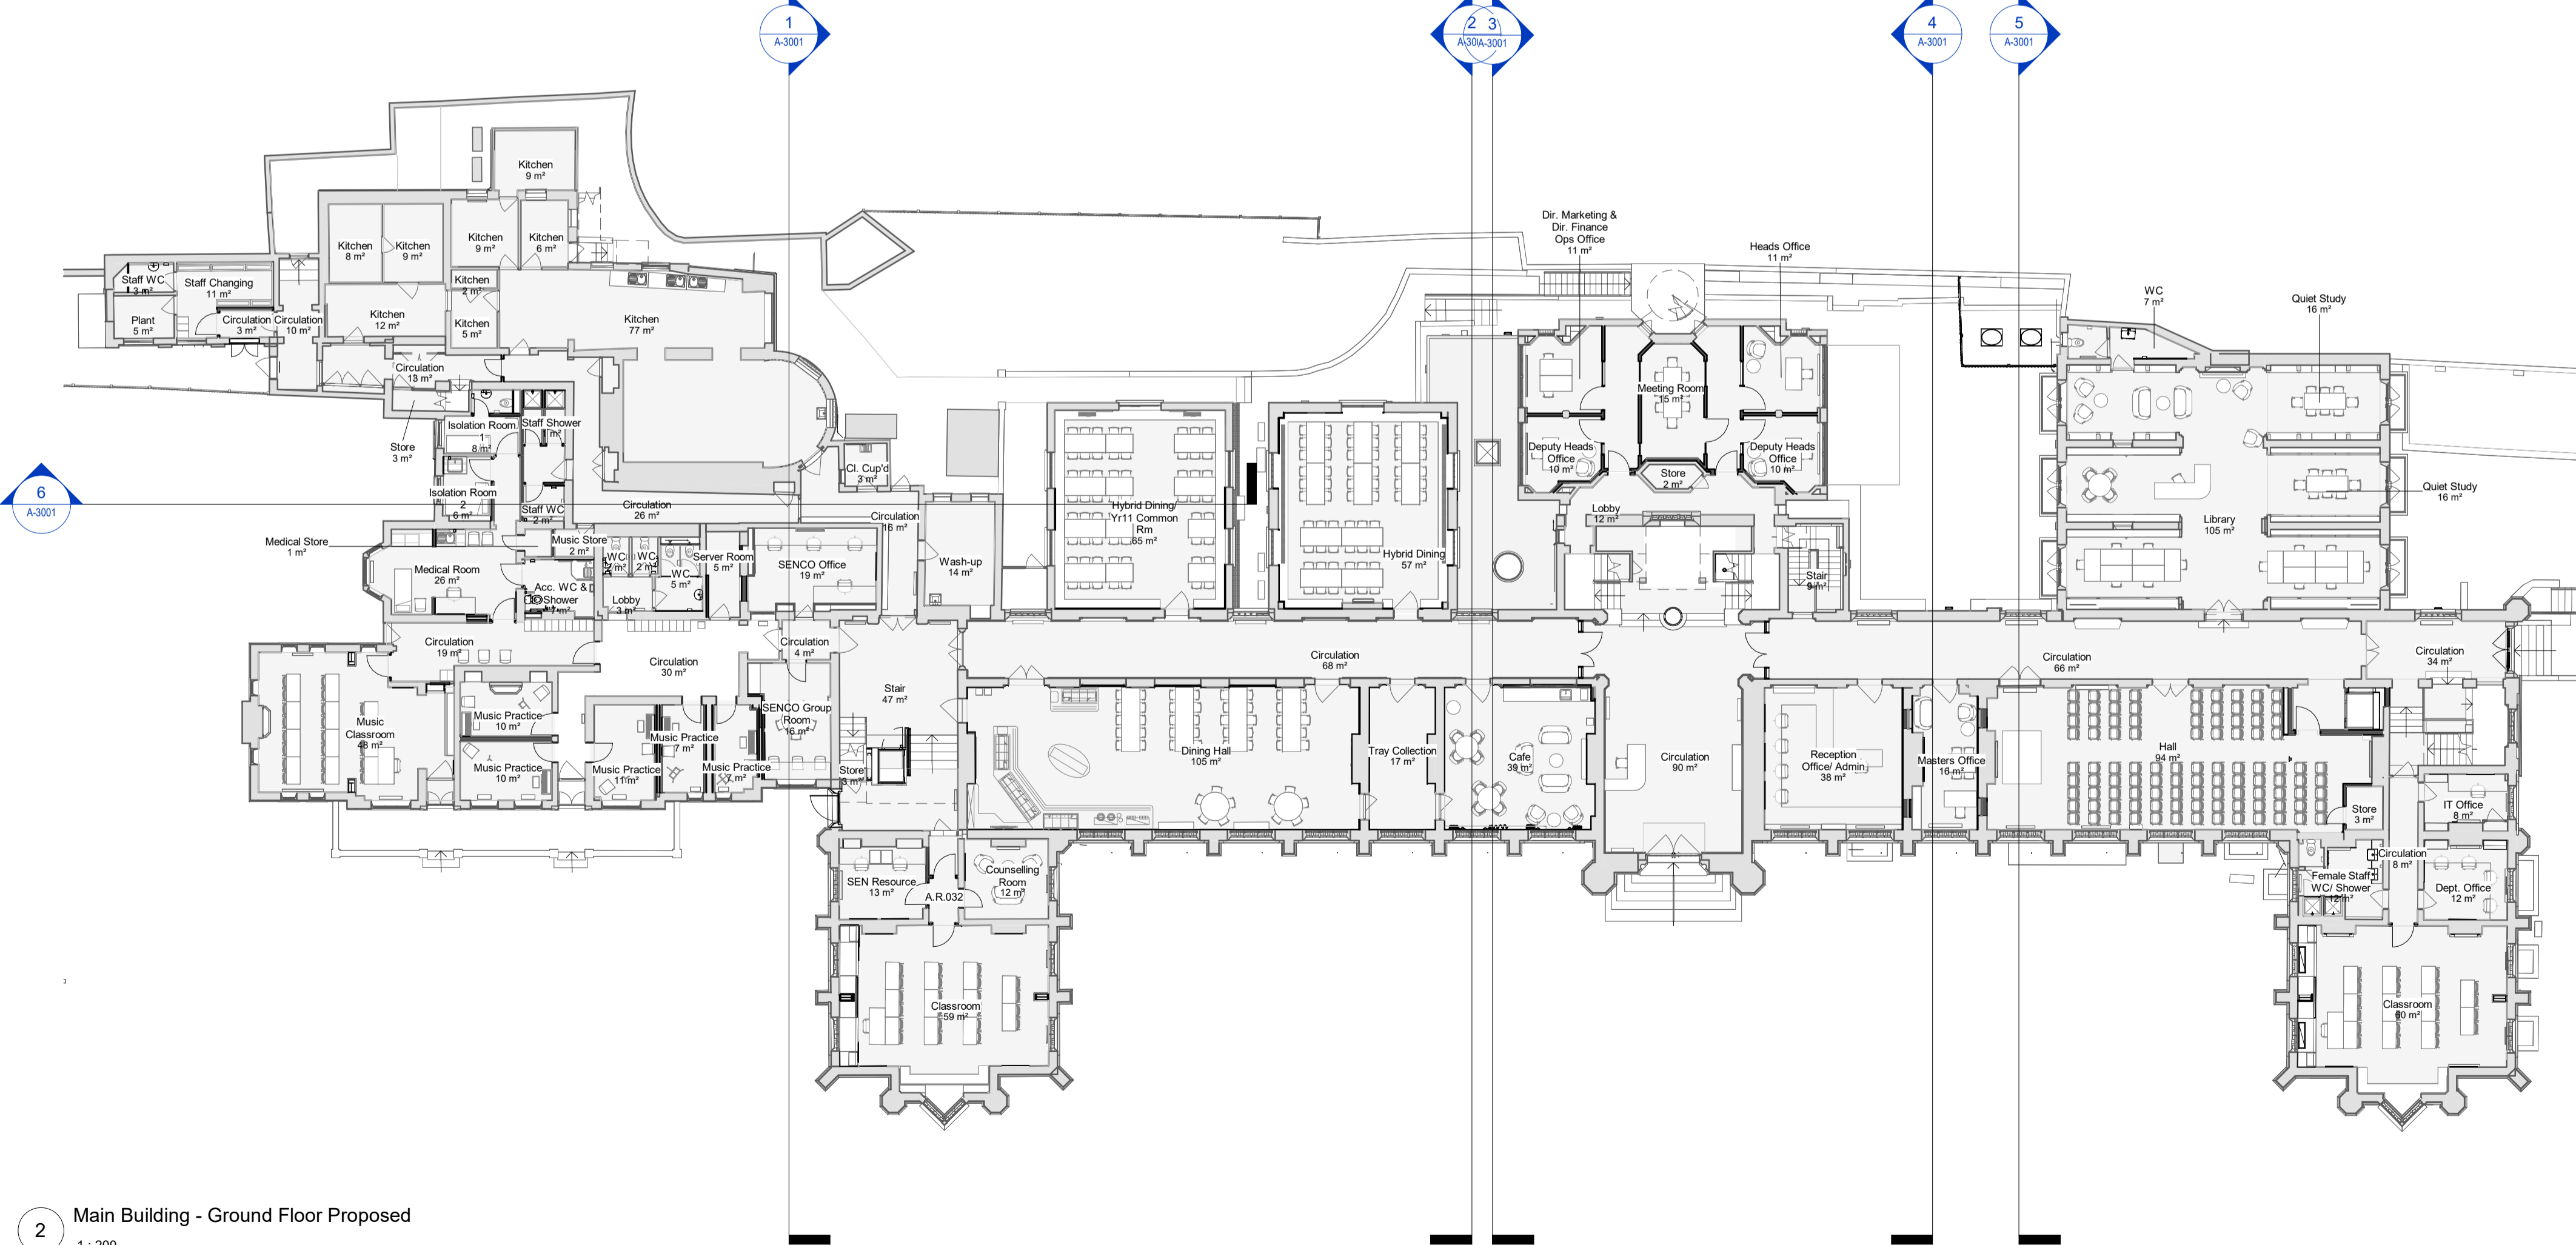 1
A-3001
2
A-30
3
A-3001
4
A-3001
5
A-3001
Kitchen
9 m²
Dir. Marketing &
Dir. Finance
Ops Office
11 m²
Heads Office
11 m²
Kitchen
8 m²
Kitchen
9 m²
Kitchen
9 m²
Kitchen
6 m²
Staff WC
3 m²
Staff Changing
11 m²
Kitchen
2 m²
WC
7 m²
Quiet Study
16 m²
Plant
5 m²
Circulation
3 m²
Circulation
10 m²
Kitchen
12 m²
Kitchen
5 m²
Kitchen
77 m²
Circulation
13 m²
Meeting Room
15 m²
Store
3 m²
Isolation Room
1
8 m²
Staff Shower
m²
Cl. Cup'd
3 m²
Deputy Heads
Office
10 m²
Store
2 m²
Deputy Heads
Office
10 m²
6
A-3001
Isolation Room
2
6 m²
Staff WC
2 m²
Circulation
26 m²
Circulation
16 m²
Hybrid Dining/
Yr11 Common
Rm
65 m²
Lobby
12 m²
Quiet Study
16 m²
Library
105 m²
Medical Store
1 m²
Music Store
2 m²
WC
2 m²
WC
2 m²
WC
5 m²
Server Room
5 m²
SENCO Office
19 m²
Wash-up
14 m²
Hybrid Dining
57 m²
Stair
9 m²
Medical Room
26 m²
Acc. WC &
Shower
Lobby
3 m²
Circulation
19 m²
Circulation
30 m²
Circulation
4 m²
Circulation
68 m²
Circulation
66 m²
Circulation
34 m²
Stair
47 m²
Music
Classroom
48 m²
Music Practice
10 m²
Music Practice
7 m²
SENCO Group
Room
16 m²
Music Practice
10 m²
Music Practice
11 m²
Music Practice
7 m²
Store
3 m²
Dining Hall
105 m²
Tray Collection
17 m²
Cafe
39 m²
Circulation
90 m²
Reception
Office/ Admin
38 m²
Masters Office
16 m²
Hall
94 m²
Store
3 m²
IT Office
8 m²
SEN Resource
13 m²
A.R.032
Counselling
Room
12 m²
Circulation
8 m²
Female Staff
WC/ Shower
12 m²
Dept. Office
12 m²
Classroom
59 m²
Classroom
60 m²
2
Main Building - Ground Floor Proposed
1 : 200